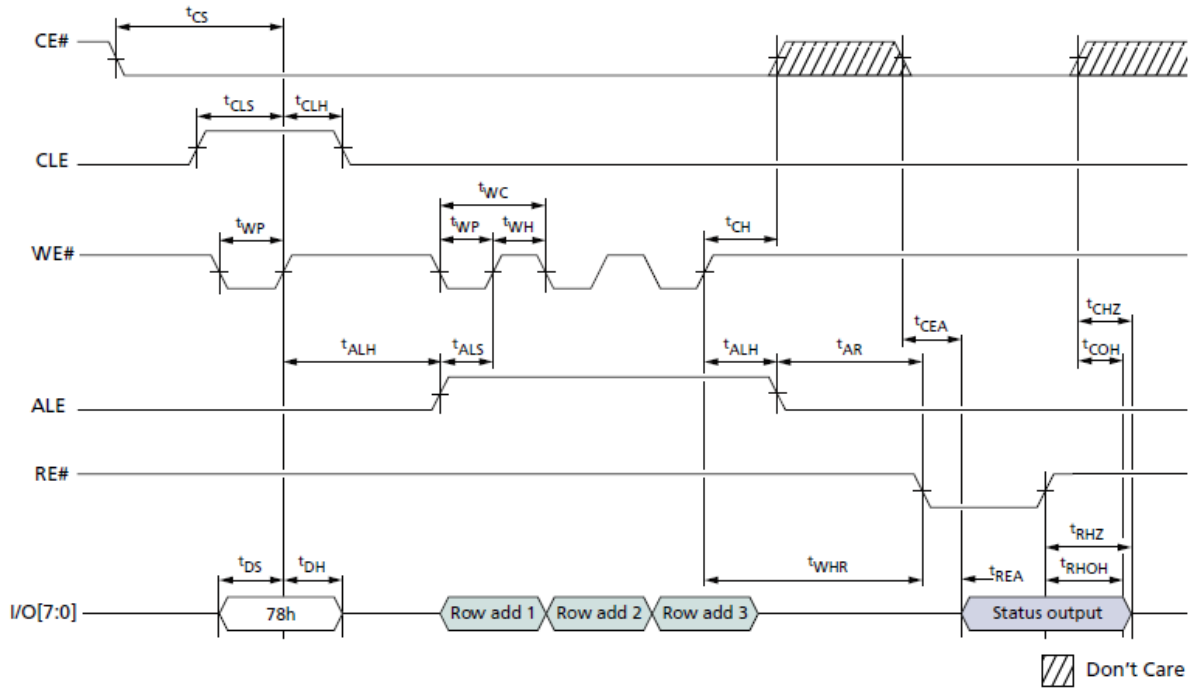 tCS
CE#
tCLS tCLH
CLE
tWC
tWP tWP tWH tCH
WE#
tCEA tCHZ
tALH tALS tALH tAR tCOH
ALE
RE#
tRHZ
tDS tDH tWHR tREA tRHOH
I/O[7:0] 78h Row add 1 Row add 2 Row add 3 Status output
Don't Care